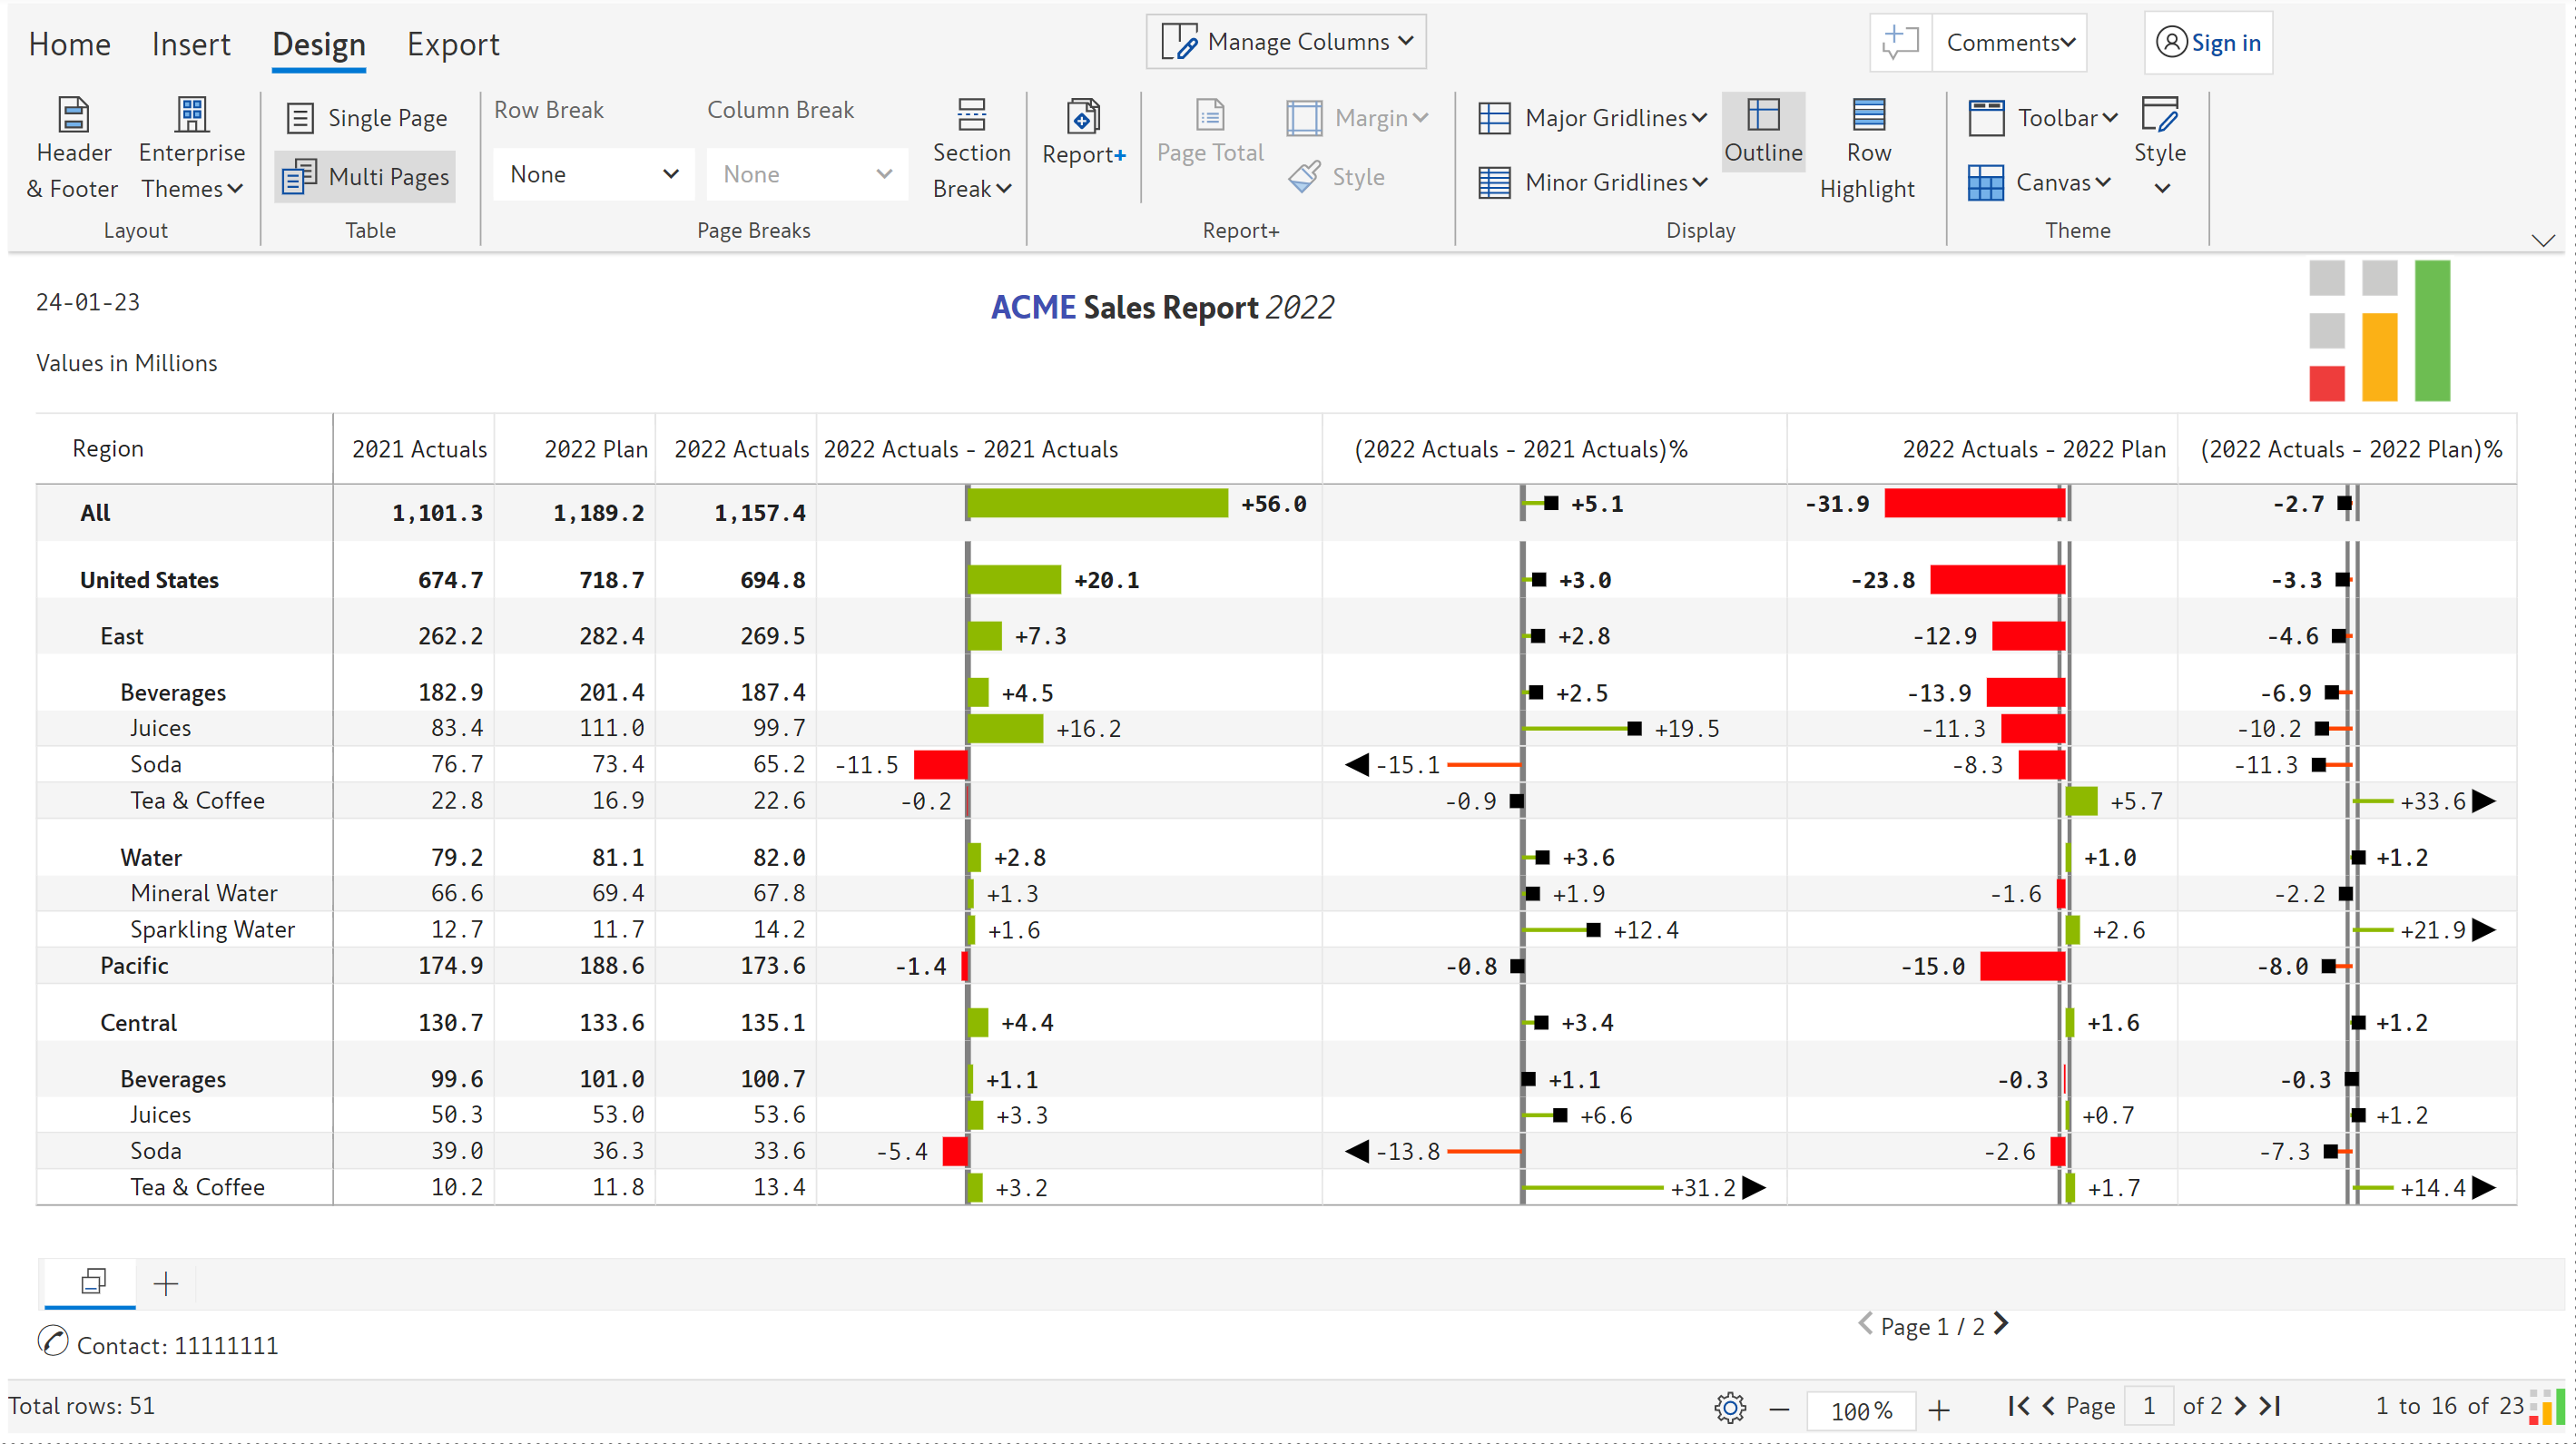 Home Insert Design Export Manage Columns Comments Sign in
Header & Footer Enterprise Themes Single Page Multi Pages Row Break None Column Break None Section Break Report+ Page Total Margin Style Major Gridlines Minor Gridlines Outline Row Highlight Toolbar Canvas Style
Layout Table Page Breaks Report+ Display Theme
24-01-23
ACME Sales Report 2022
Values in Millions
Region 2021 Actuals 2022 Plan 2022 Actuals 2022 Actuals - 2021 Actuals (2022 Actuals - 2021 Actuals)% 2022 Actuals - 2022 Plan (2022 Actuals - 2022 Plan)%
All 1,101.3 1,189.2 1,157.4 +56.0 +5.1 -31.9 -2.7
United States 674.7 718.7 694.8 +20.1 +3.0 -23.8 -3.3
East 262.2 282.4 269.5 +7.3 +2.8 -12.9 -4.6
Beverages 182.9 201.4 187.4 +4.5 +2.5 -13.9 -6.9
Juices 83.4 111.0 99.7 +16.2 +19.5 -11.3 -10.2
Soda 76.7 73.4 65.2 -11.5 -15.1 -8.3 -11.3
Tea & Coffee 22.8 16.9 22.6 -0.2 -0.9 +5.7 +33.6
Water 79.2 81.1 82.0 +2.8 +3.6 +1.0 +1.2
Mineral Water 66.6 69.4 67.8 +1.3 +1.9 -1.6 -2.2
Sparkling Water 12.7 11.7 14.2 +1.6 +12.4 +2.6 +21.9
Pacific 174.9 188.6 173.6 -1.4 -0.8 -15.0 -8.0
Central 130.7 133.6 135.1 +4.4 +3.4 +1.6 +1.2
Beverages 99.6 101.0 100.7 +1.1 +1.1 -0.3 -0.3
Juices 50.3 53.0 53.6 +3.3 +6.6 +0.7 +1.2
Soda 39.0 36.3 33.6 -5.4 -13.8 -2.6 -7.3
Tea & Coffee 10.2 11.8 13.4 +3.2 +31.2 +1.7 +14.4
Page 1 / 2
Contact: 11111111
Total rows: 51 100% Page 1 of 2 1 to 16 of 23